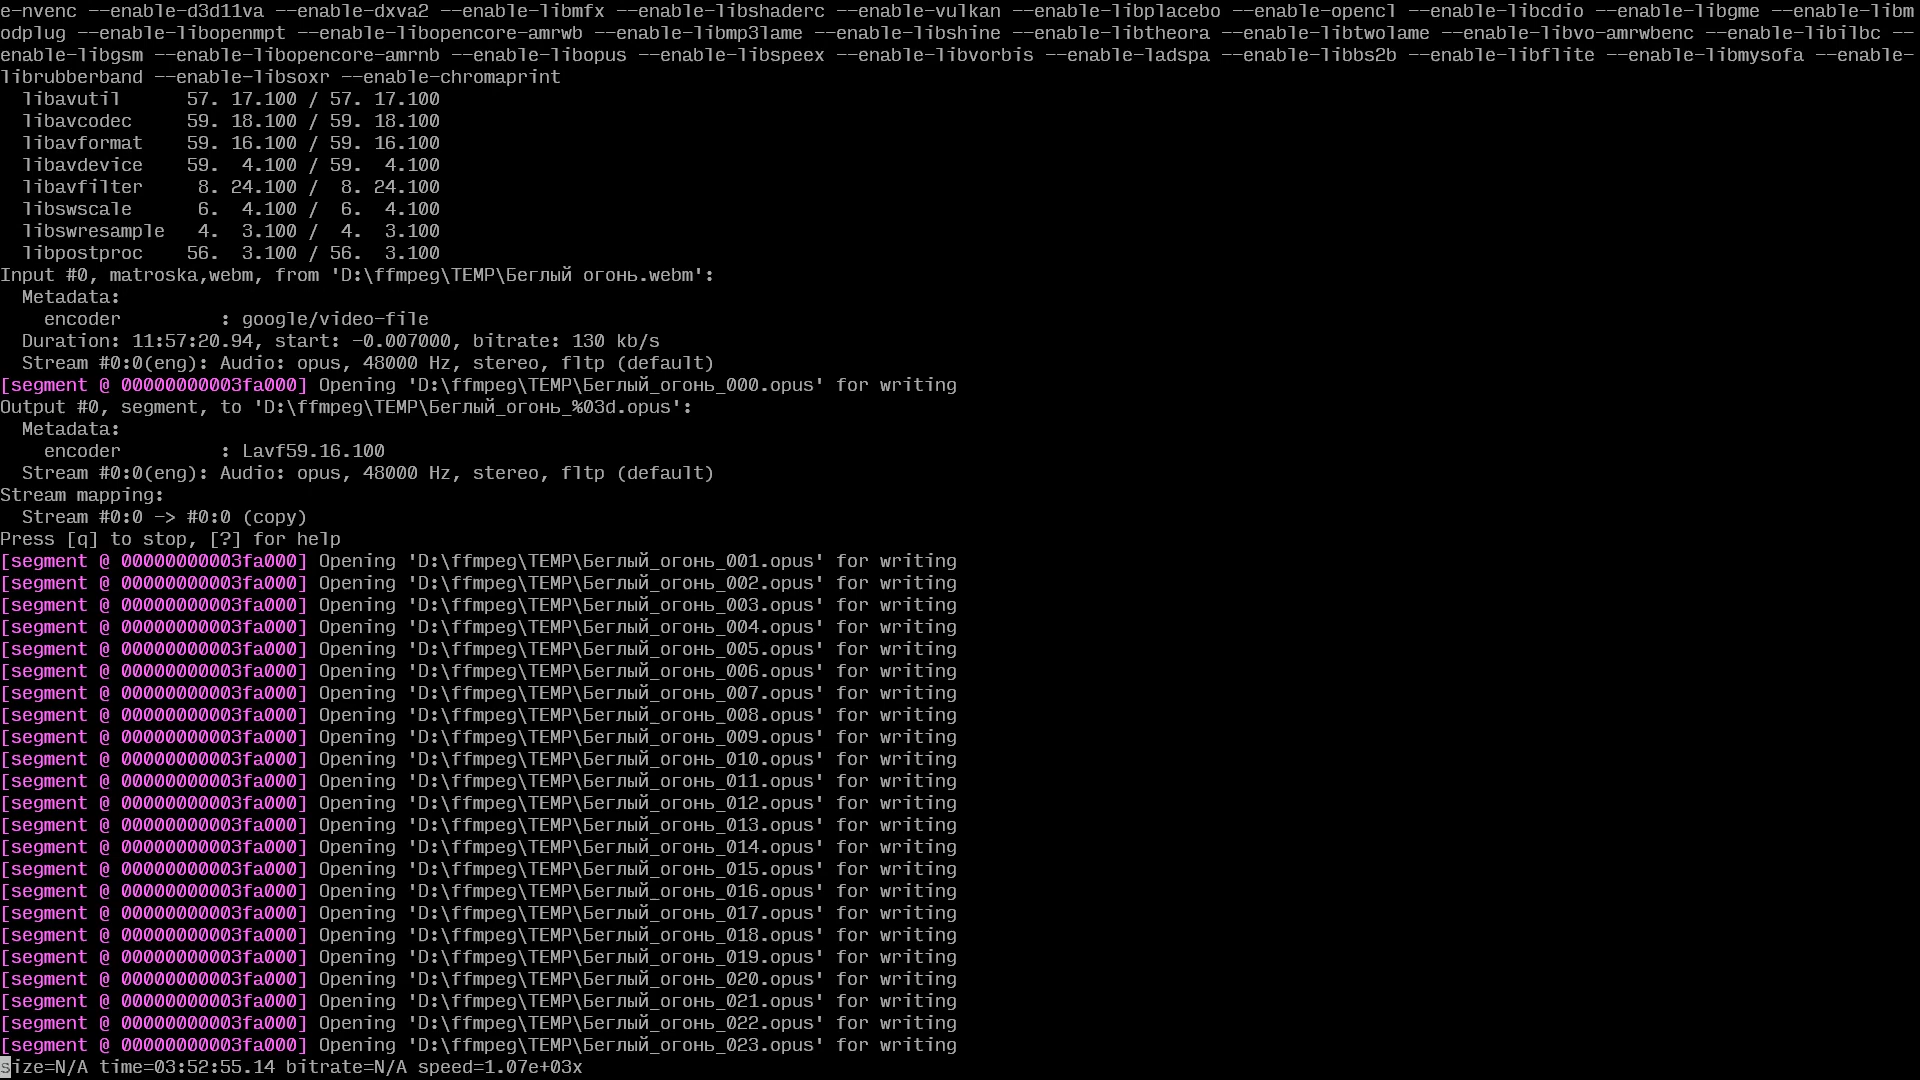 e-nvenc --enable-d3d11va --enable-dxva2 --enable-libmfx --enable-libshaderc --enable-vulkan --enable-libplacebo --enable-opencl --enable-libcdio --enable-libgme --enable-libm
odplug --enable-libopenmpt --enable-libopencore-amrwb --enable-libmp3lame --enable-libshine --enable-libtheora --enable-libtwolame --enable-libvo-amrwbenc --enable-libilbc --
enable-libgsm --enable-libopencore-amrnb --enable-libopus --enable-libspeex --enable-libvorbis --enable-ladspa --enable-libbs2b --enable-libflite --enable-libmysofa --enable-
librubberband --enable-libsoxr --enable-chromaprint
  libavutil      57. 17.100 / 57. 17.100
  libavcodec     59. 18.100 / 59. 18.100
  libavformat    59. 16.100 / 59. 16.100
  libavdevice    59.  4.100 / 59.  4.100
  libavfilter     8. 24.100 /  8. 24.100
  libswscale      6.  4.100 /  6.  4.100
  libswresample   4.  3.100 /  4.  3.100
  libpostproc    56.  3.100 / 56.  3.100
Input #0, matroska,webm, from 'D:\ffmpeg\TEMP\Беглый огонь.webm':
  Metadata:
    encoder         : google/video-file
  Duration: 11:57:20.94, start: -0.007000, bitrate: 130 kb/s
  Stream #0:0(eng): Audio: opus, 48000 Hz, stereo, fltp (default)
[segment @ 00000000003fa000] Opening 'D:\ffmpeg\TEMP\Беглый_огонь_000.opus' for writing
Output #0, segment, to 'D:\ffmpeg\TEMP\Беглый_огонь_%03d.opus':
  Metadata:
    encoder         : Lavf59.16.100
  Stream #0:0(eng): Audio: opus, 48000 Hz, stereo, fltp (default)
Stream mapping:
  Stream #0:0 -> #0:0 (copy)
Press [q] to stop, [?] for help
[segment @ 00000000003fa000] Opening 'D:\ffmpeg\TEMP\Беглый_огонь_001.opus' for writing
[segment @ 00000000003fa000] Opening 'D:\ffmpeg\TEMP\Беглый_огонь_002.opus' for writing
[segment @ 00000000003fa000] Opening 'D:\ffmpeg\TEMP\Беглый_огонь_003.opus' for writing
[segment @ 00000000003fa000] Opening 'D:\ffmpeg\TEMP\Беглый_огонь_004.opus' for writing
[segment @ 00000000003fa000] Opening 'D:\ffmpeg\TEMP\Беглый_огонь_005.opus' for writing
[segment @ 00000000003fa000] Opening 'D:\ffmpeg\TEMP\Беглый_огонь_006.opus' for writing
[segment @ 00000000003fa000] Opening 'D:\ffmpeg\TEMP\Беглый_огонь_007.opus' for writing
[segment @ 00000000003fa000] Opening 'D:\ffmpeg\TEMP\Беглый_огонь_008.opus' for writing
[segment @ 00000000003fa000] Opening 'D:\ffmpeg\TEMP\Беглый_огонь_009.opus' for writing
[segment @ 00000000003fa000] Opening 'D:\ffmpeg\TEMP\Беглый_огонь_010.opus' for writing
[segment @ 00000000003fa000] Opening 'D:\ffmpeg\TEMP\Беглый_огонь_011.opus' for writing
[segment @ 00000000003fa000] Opening 'D:\ffmpeg\TEMP\Беглый_огонь_012.opus' for writing
[segment @ 00000000003fa000] Opening 'D:\ffmpeg\TEMP\Беглый_огонь_013.opus' for writing
[segment @ 00000000003fa000] Opening 'D:\ffmpeg\TEMP\Беглый_огонь_014.opus' for writing
[segment @ 00000000003fa000] Opening 'D:\ffmpeg\TEMP\Беглый_огонь_015.opus' for writing
[segment @ 00000000003fa000] Opening 'D:\ffmpeg\TEMP\Беглый_огонь_016.opus' for writing
[segment @ 00000000003fa000] Opening 'D:\ffmpeg\TEMP\Беглый_огонь_017.opus' for writing
[segment @ 00000000003fa000] Opening 'D:\ffmpeg\TEMP\Беглый_огонь_018.opus' for writing
[segment @ 00000000003fa000] Opening 'D:\ffmpeg\TEMP\Беглый_огонь_019.opus' for writing
[segment @ 00000000003fa000] Opening 'D:\ffmpeg\TEMP\Беглый_огонь_020.opus' for writing
[segment @ 00000000003fa000] Opening 'D:\ffmpeg\TEMP\Беглый_огонь_021.opus' for writing
[segment @ 00000000003fa000] Opening 'D:\ffmpeg\TEMP\Беглый_огонь_022.opus' for writing
[segment @ 00000000003fa000] Opening 'D:\ffmpeg\TEMP\Беглый_огонь_023.opus' for writing
size=N/A time=03:52:55.14 bitrate=N/A speed=1.07e+03x